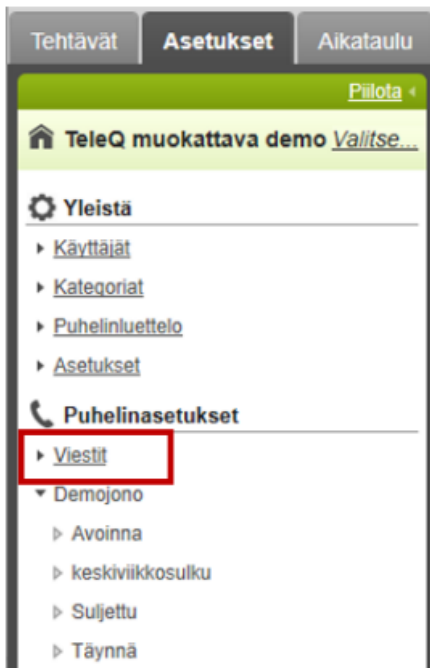 Tehtävät Asetukset Aikataulu
Piilota
TeleQ muokattava demo Valitse...
Yleistä
Käyttäjät
Kategoriat
Puhelinluettelo
Asetukset
Puhelinasetukset
Viestit
Demojono
Avoinna
keskiviikkosulku
Suljettu
Täynnä